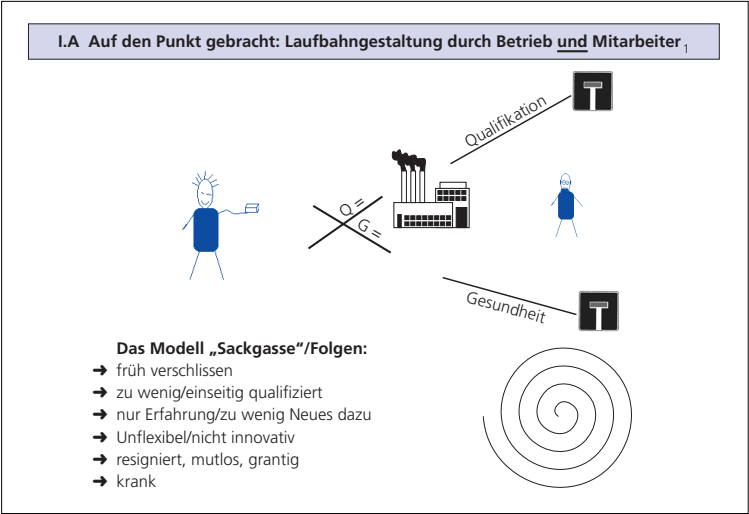 I.A Auf den Punkt gebracht: Laufbahngestaltung durch Betrieb und Mitarbeiter 1
Qualifikation
Q =
G =
Gesundheit
Das Modell „Sackgasse“/Folgen:
➜ früh verschlissen
➜ zu wenig/einseitig qualifiziert
➜ nur Erfahrung/zu wenig Neues dazu
➜ Unflexibel/nicht innovativ
➜ resigniert, mutlos, grantig
➜ krank